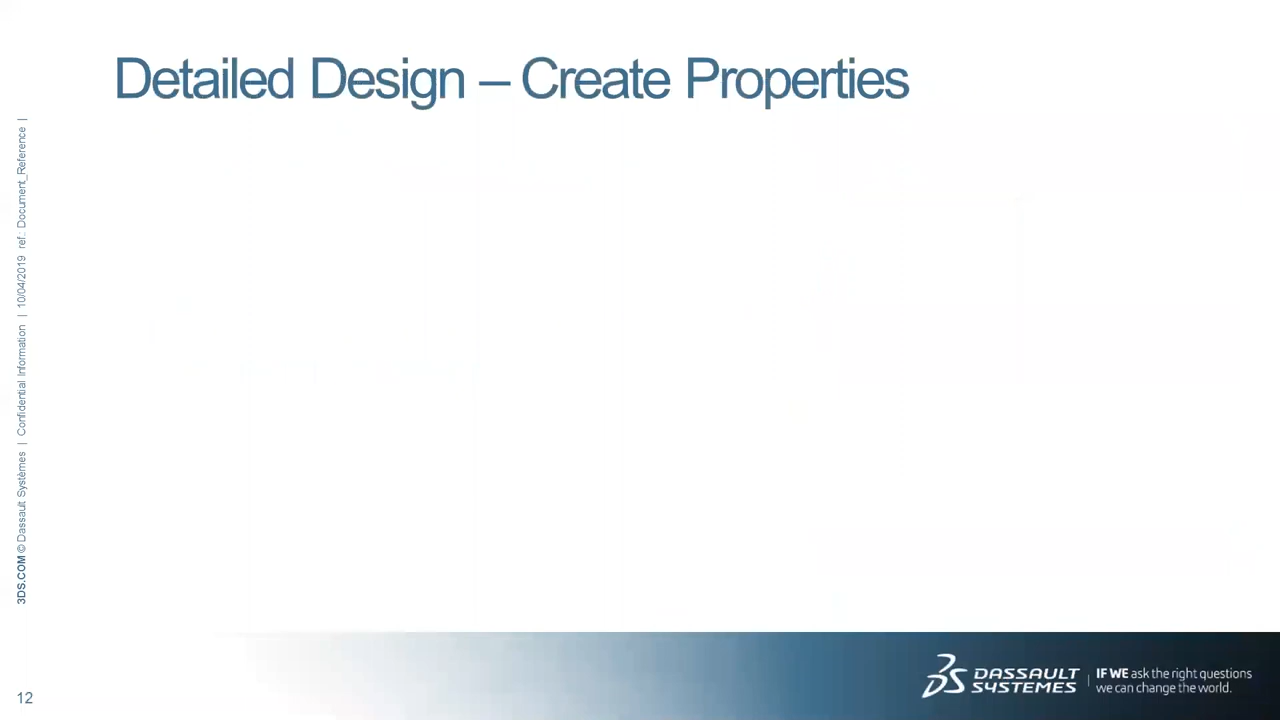 Detailed Design – Create Properties
3DS.COM © Dassault Systèmes | Confidential Information | 10/04/2019 ref.: Document_Reference |
12
DASSAULT
SYSTEMES
IF WE ask the right questions
we can change the world.